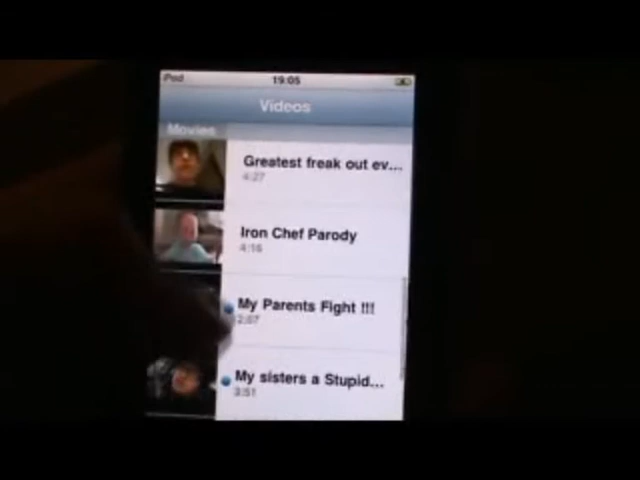 iPod 19:05
Videos
Movies
Greatest freak out ev...
4:27
Iron Chef Parody
4:16
My Parents Fight !!!
2:07
My sisters a Stupid...
3:51